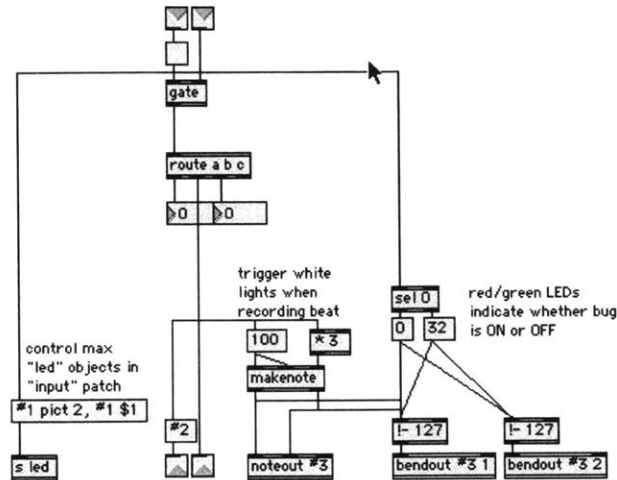 gate
route a b c
0
0
trigger white
lights when
recording beat
sel 0
red/green LEDs
indicate whether bug
is ON or OFF
0
32
100
* 3
control max
"led" objects in
"input" patch
makenote
#1 pict 2, #1 $1
#2
!- 127
!- 127
s led
noteout #3
bendout #3 1
bendout #3 2